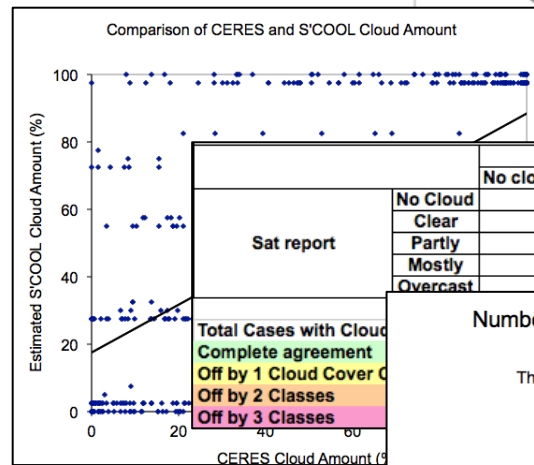 Comparison of CERES and S'COOL Cloud Amount
Estimated S'COOL Cloud Amount (%)
100
80
60
40
20
0
0
20
40
60
CERES Cloud Amount (%
No clo
Sat report
No Cloud
Clear
Partly
Mostly
Overcast
Total Cases with Cloud
Complete agreement
Off by 1 Cloud Cover C
Off by 2 Classes
Off by 3 Classes
Numbe
Th